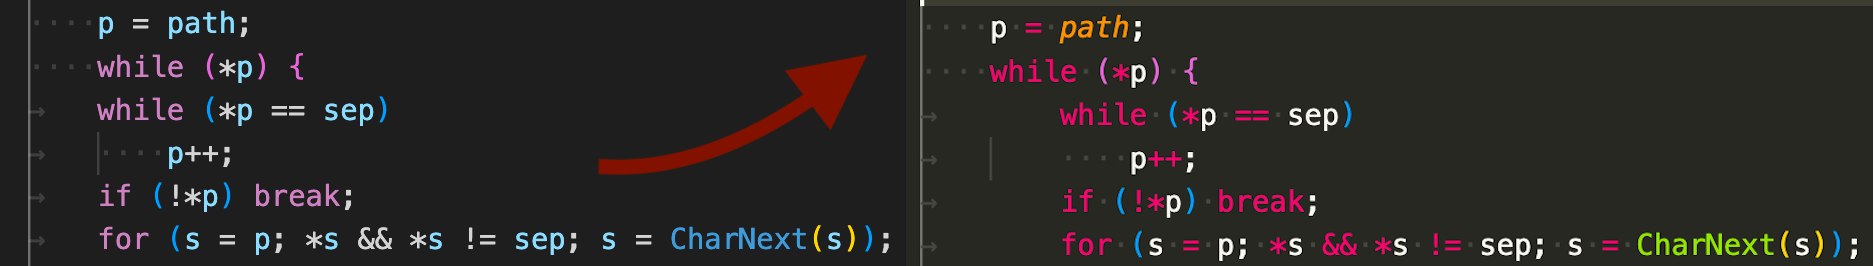 p = path;
while (*p) {
while (*p == sep)
p++;
if (!*p) break;
for (s = p; *s && *s != sep; s = CharNext(s));
p = path;
while (*p) {
while (*p == sep)
p++;
if (!*p) break;
for (s = p; *s && *s != sep; s = CharNext(s));